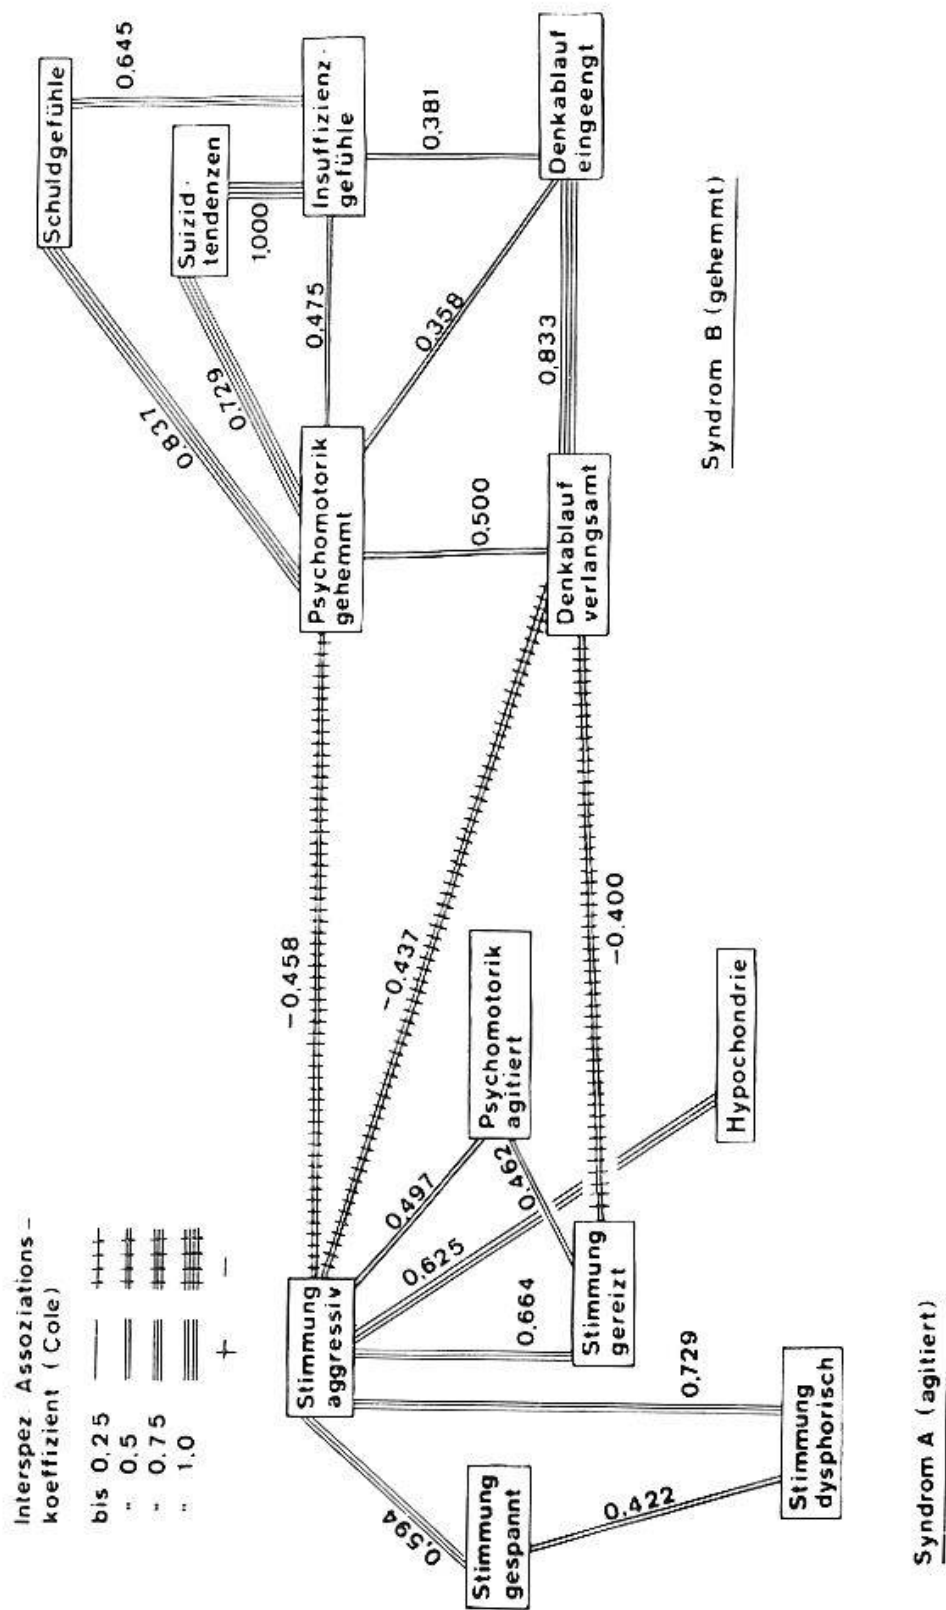 Interspez. Assoziations-
koeffizient (Cole)
bis 0,25
" 0.5
" 0.75
" 1.0
+ −
Stimmung
aggressiv
Stimmung
gespannt
Stimmung
dysphorisch
Stimmung
gereizt
Psychomotorik
agitiert
Hypochondrie
0,594
0,422
0,729
0,664
0,625
0,497
0,462
−0,458
−0,437
−0,400
Psychomotorik
gehemmt
Denkablauf
verlangsamt
Schuldgefühle
Suizid-
tendenzen
Insuffizienz-
gefühle
Denkablauf
eingeengt
0,837
0,729
0,475
0,358
0,500
0,833
0,645
1,000
0,381
Syndrom A (agitiert)
Syndrom B (gehemmt)